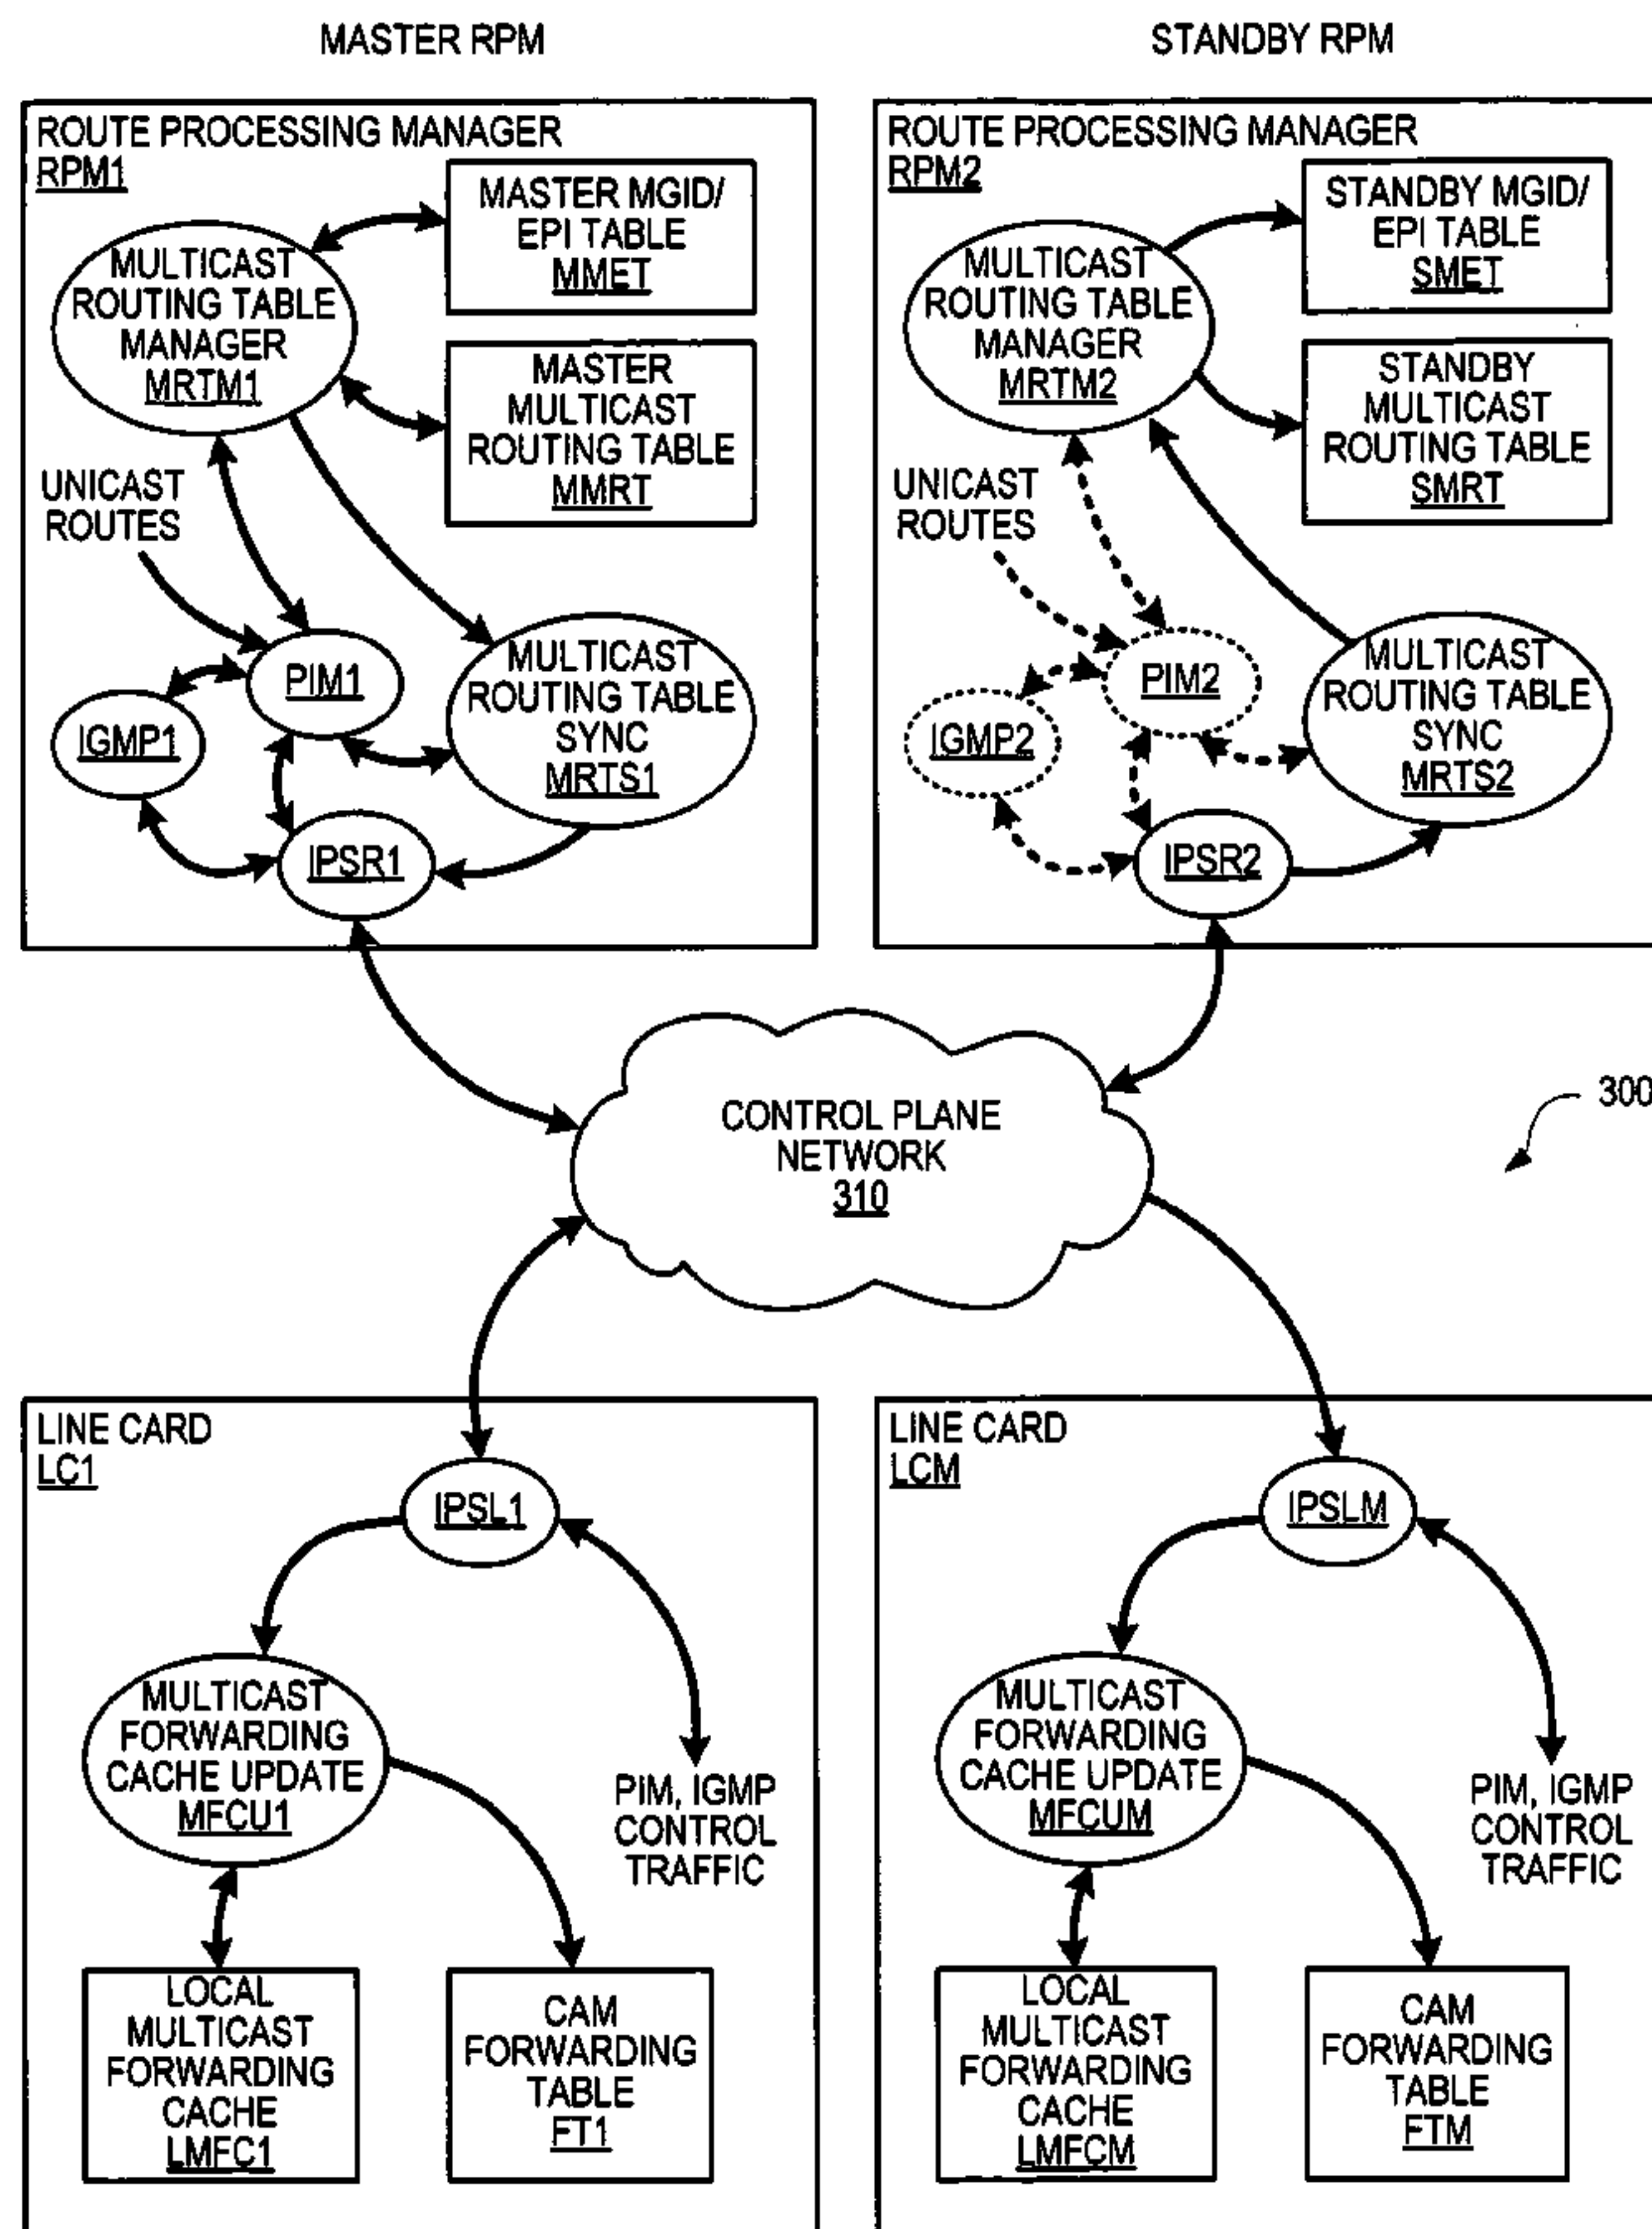 MASTER RPM
STANDBY RPM
ROUTE PROCESSING MANAGER
RPM1
MULTICAST
ROUTING TABLE
MANAGER
MRTM1
MASTER MGID/
EPI TABLE
MMET
MASTER
MULTICAST
ROUTING TABLE
MMRT
UNICAST
ROUTES
PIM1
IGMP1
MULTICAST
ROUTING TABLE
SYNC
MRTS1
IPSR1
ROUTE PROCESSING MANAGER
RPM2
MULTICAST
ROUTING TABLE
MANAGER
MRTM2
STANDBY MGID/
EPI TABLE
SMET
STANDBY
MULTICAST
ROUTING TABLE
SMRT
UNICAST
ROUTES
PIM2
IGMP2
MULTICAST
ROUTING TABLE
SYNC
MRTS2
IPSR2
CONTROL PLANE
NETWORK
310
300
LINE CARD
LC1
IPSL1
MULTICAST
FORWARDING
CACHE UPDATE
MFCU1
PIM, IGMP
CONTROL
TRAFFIC
LOCAL
MULTICAST
FORWARDING
CACHE
LMFC1
CAM
FORWARDING
TABLE
FT1
LINE CARD
LCM
IPSLM
MULTICAST
FORWARDING
CACHE UPDATE
MFCUM
PIM, IGMP
CONTROL
TRAFFIC
LOCAL
MULTICAST
FORWARDING
CACHE
LMFCM
CAM
FORWARDING
TABLE
FTM